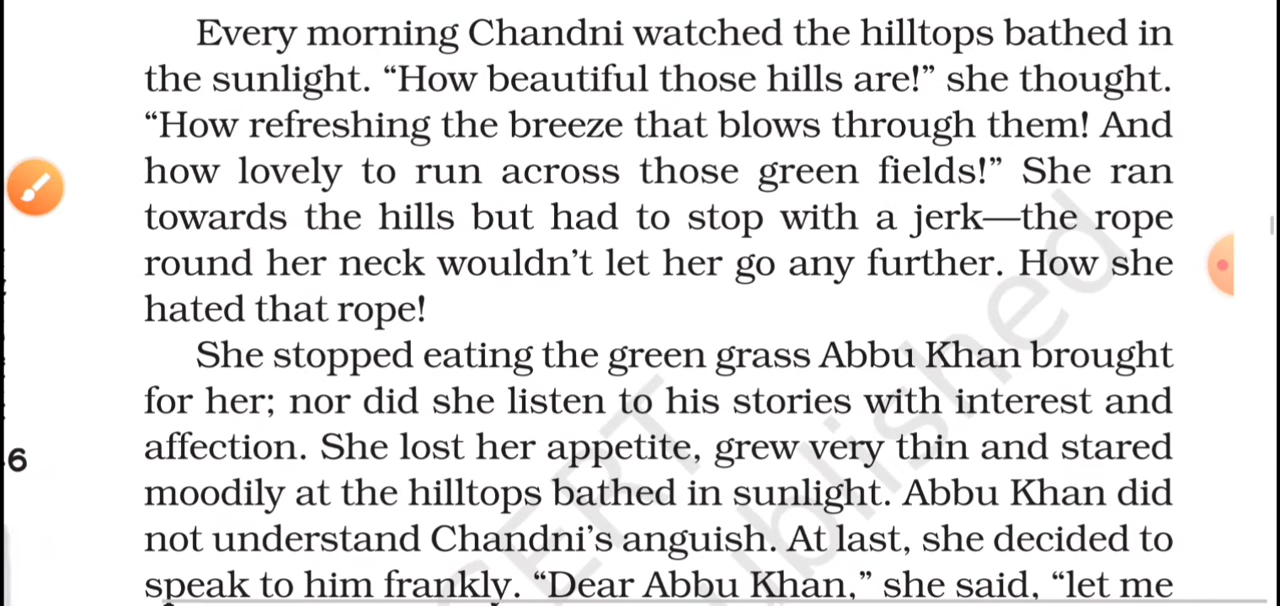 Every morning Chandni watched the hilltops bathed in
the sunlight. “How beautiful those hills are!” she thought.
“How refreshing the breeze that blows through them! And
how lovely to run across those green fields!” She ran
towards the hills but had to stop with a jerk—the rope
round her neck wouldn’t let her go any further. How she
hated that rope!
She stopped eating the green grass Abbu Khan brought
for her; nor did she listen to his stories with interest and
affection. She lost her appetite, grew very thin and stared
6
moodily at the hilltops bathed in sunlight. Abbu Khan did
not understand Chandni’s anguish. At last, she decided to
speak to him frankly. “Dear Abbu Khan,” she said, “let me